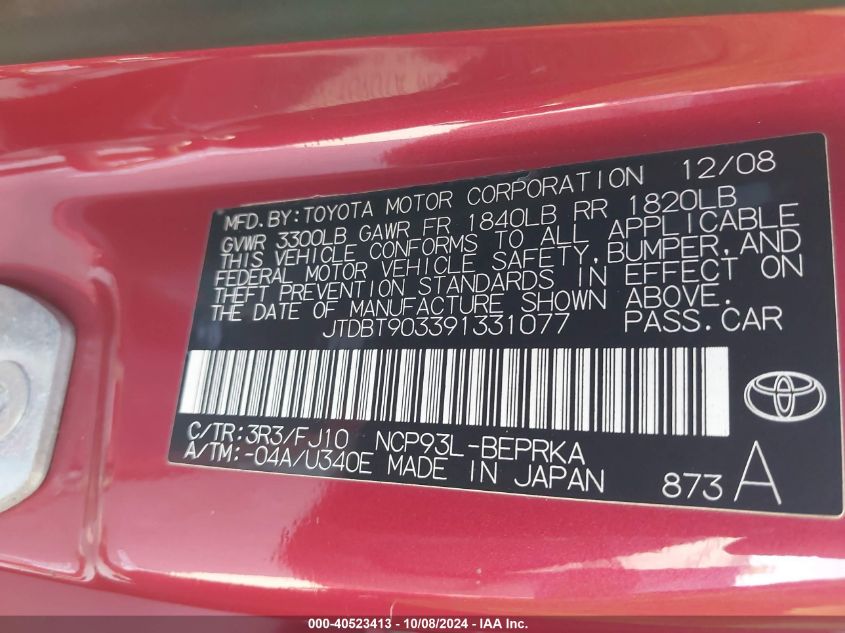 MFD.BY:TOYOTA MOTOR CORPORATION 12/08
GVWR 3300LB GAWR FR 1840LB RR 1820LB
THIS VEHICLE CONFORMS TO ALL APPLICABLE
FEDERAL MOTOR VEHICLE SAFETY,BUMPER,AND
THEFT PREVENTION STANDARDS IN EFFECT ON
THE DATE OF MANUFACTURE SHOWN ABOVE.
JTDBT903391331077 PASS.CAR
C/TR:3R3/FJ10 NCP93L-BEPRKA
A/TM:-04A/U340E MADE IN JAPAN 873A
000-40523413 - 10/08/2024 - IAA Inc.